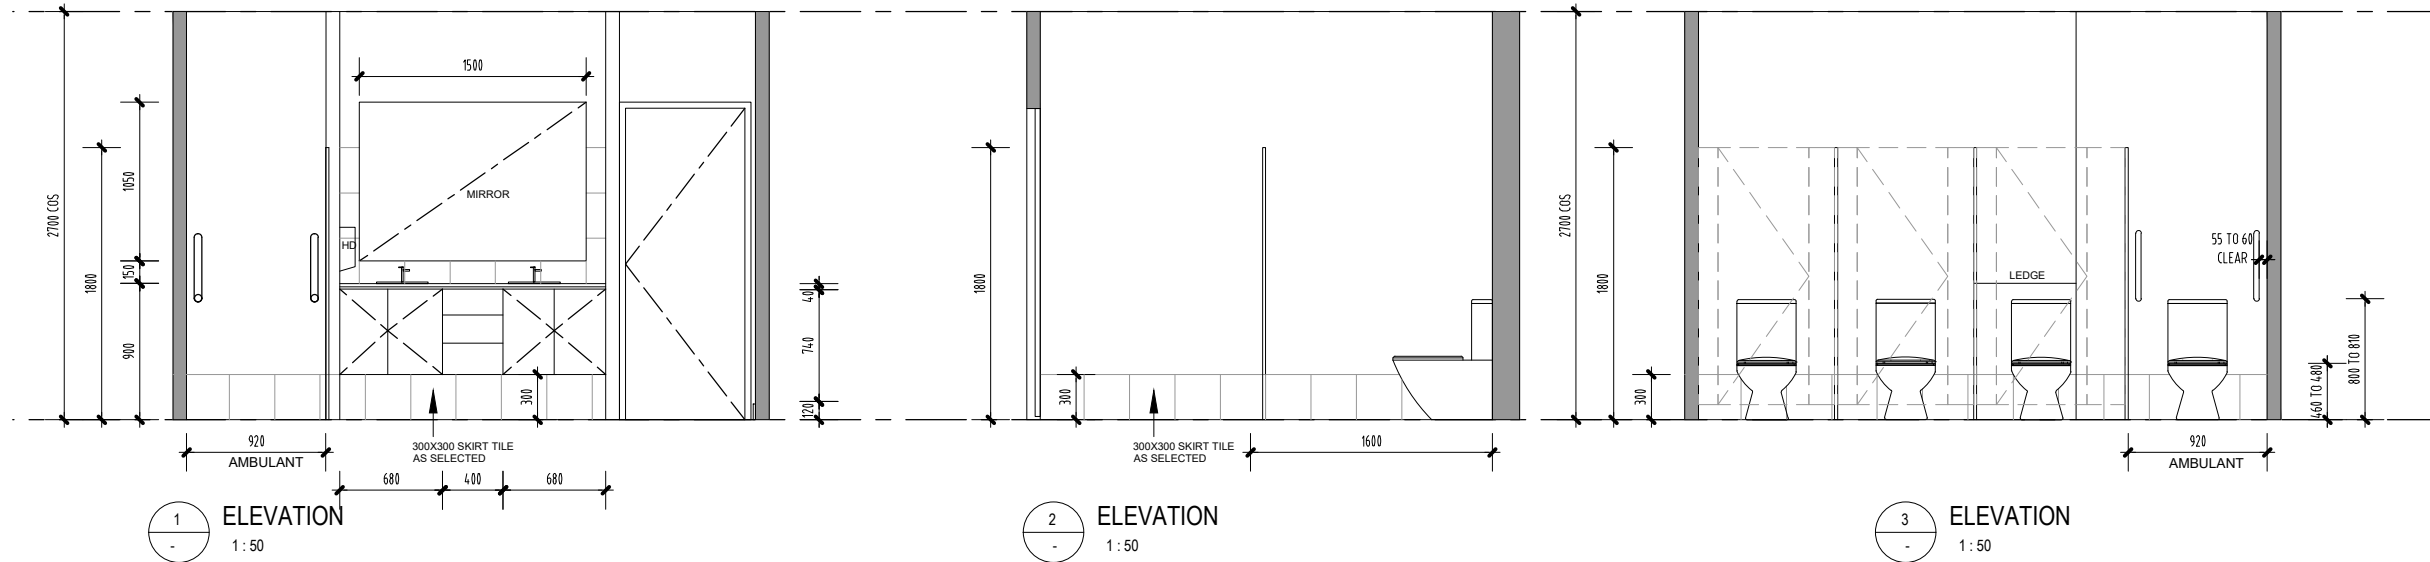 2700 COS
1800
1050
150
900
1500
MIRROR
HD
300
40
740
120
920
AMBULANT
300X300 SKIRT TILE
AS SELECTED
680
400
680
1
-
ELEVATION
1 : 50
1800
300
300X300 SKIRT TILE
AS SELECTED
1600
2
-
ELEVATION
1 : 50
2700 COS
1800
300
LEDGE
55 TO 60
CLEAR
460 TO 480
800 TO 810
920
AMBULANT
3
-
ELEVATION
1 : 50